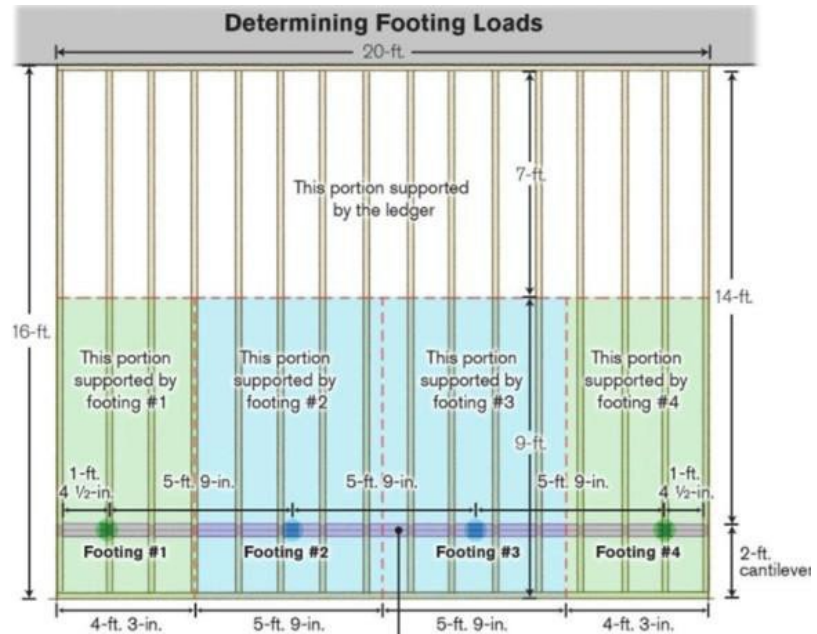 Determining Footing Loads
20-ft.
This portion supported
by the ledger
7-ft.
16-ft.
14-ft.
This portion
supported by
footing #1
This portion
supported by
footing #2
This portion
supported by
footing #3
This portion
supported by
footing #4
9-ft.
1-ft.
4 ½-in.
5-ft. 9-in.
5-ft. 9-in.
5-ft. 9-in.
1-ft.
4 ½-in.
Footing #1
Footing #2
Footing #3
Footing #4
2-ft.
cantilever
4-ft. 3-in.
5-ft. 9-in.
5-ft. 9-in.
4-ft. 3-in.